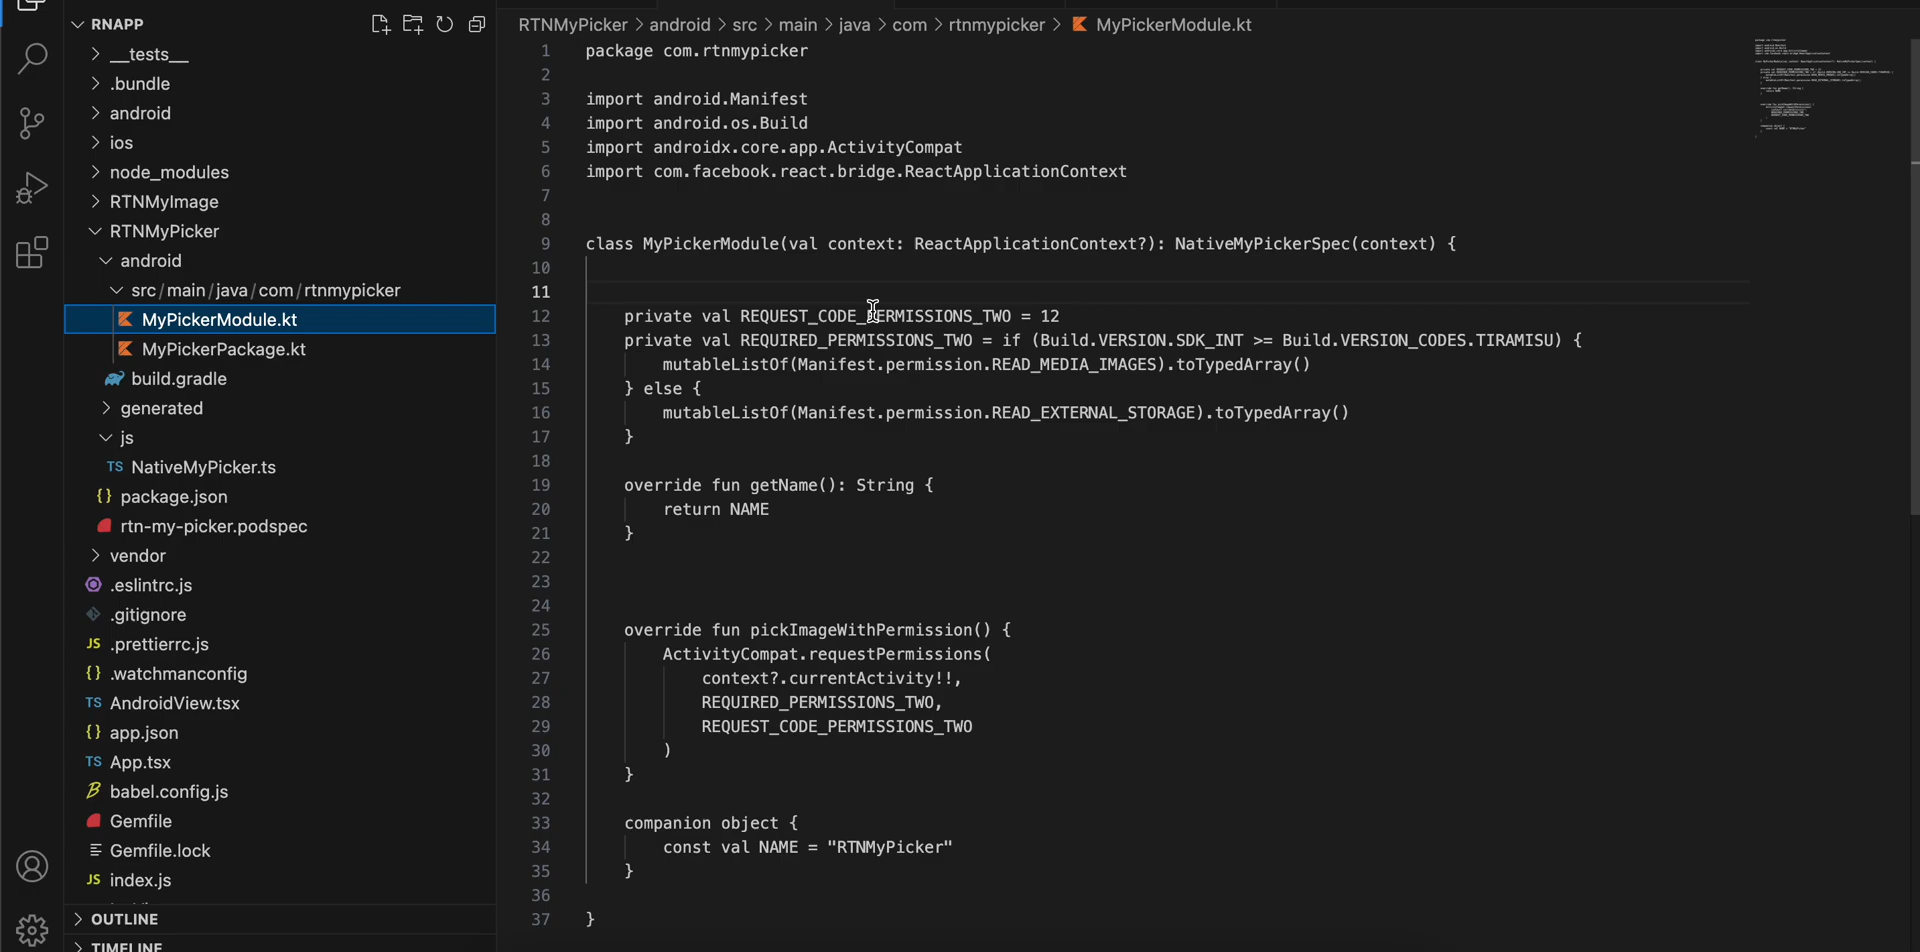 RNAPP
__tests__
.bundle
android
ios
node_modules
RTNMyImage
RTNMyPicker
android
src/main/java/com/rtnmypicker
MyPickerModule.kt
MyPickerPackage.kt
build.gradle
generated
js
TS NativeMyPicker.ts
{} package.json
rtn-my-picker.podspec
vendor
.eslintrc.js
.gitignore
JS .prettierrc.js
{} .watchmanconfig
TS AndroidView.tsx
{} app.json
TS App.tsx
babel.config.js
Gemfile
Gemfile.lock
JS index.js
OUTLINE
TIMELINE
RTNMyPicker > android > src > main > java > com > rtnmypicker > MyPickerModule.kt
1 package com.rtnmypicker
2
3 import android.Manifest
4 import android.os.Build
5 import androidx.core.app.ActivityCompat
6 import com.facebook.react.bridge.ReactApplicationContext
7
8
9 class MyPickerModule(val context: ReactApplicationContext?): NativeMyPickerSpec(context) {
10
11
12 private val REQUEST_CODE_PERMISSIONS_TWO = 12
13 private val REQUIRED_PERMISSIONS_TWO = if (Build.VERSION.SDK_INT >= Build.VERSION_CODES.TIRAMISU) {
14 mutableListOf(Manifest.permission.READ_MEDIA_IMAGES).toTypedArray()
15 } else {
16 mutableListOf(Manifest.permission.READ_EXTERNAL_STORAGE).toTypedArray()
17 }
18
19 override fun getName(): String {
20 return NAME
21 }
22
23
24
25 override fun pickImageWithPermission() {
26 ActivityCompat.requestPermissions(
27 context?.currentActivity!!,
28 REQUIRED_PERMISSIONS_TWO,
29 REQUEST_CODE_PERMISSIONS_TWO
30 )
31 }
32
33 companion object {
34 const val NAME = "RTNMyPicker"
35 }
36
37 }